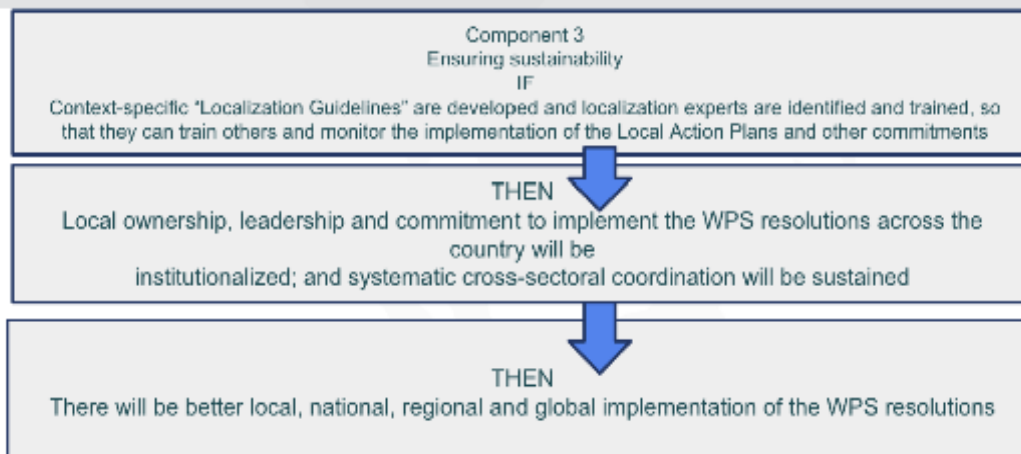 Component 3
Ensuring sustainability
IF
Context-specific "Localization Guidelines" are developed and localization experts are identified and trained, so
that they can train others and monitor the implementation of the Local Action Plans and other commitments
THEN
Local ownership, leadership and commitment to implement the WPS resolutions across the
country will be
institutionalized; and systematic cross-sectoral coordination will be sustained
THEN
There will be better local, national, regional and global implementation of the WPS resolutions